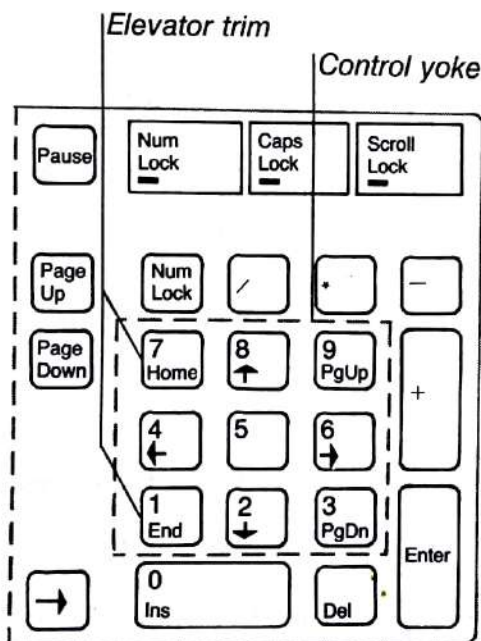 Elevator trim
Control yoke
Pause
Num
Lock
Caps
Lock
Scroll
Lock
Page
Up
Num
Lock
/
*
−
Page
Down
7
Home
8
↑
9
PgUp
+
4
←
5
6
→
1
End
2
↓
3
PgDn
Enter
→
0
Ins
Del